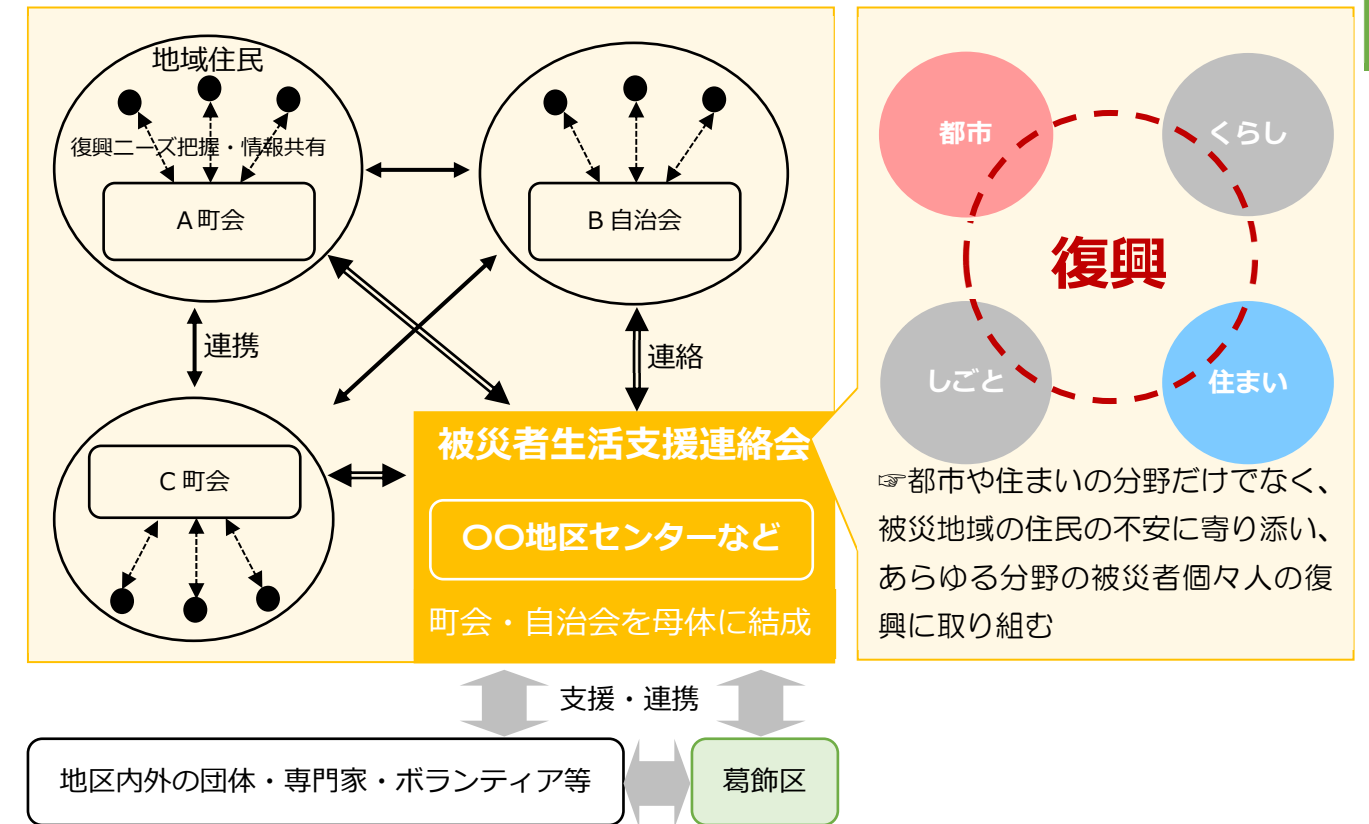 地域住民
復興ニーズ把握・情報共有
A町会
B自治会
連携
連絡
C町会
被災者生活支援連絡会
〇〇地区センターなど
町会・自治会を母体に結成
支援・連携
地区内外の団体・専門家・ボランティア等
葛飾区
都市
くらし
復興
しごと
住まい
☞都市や住まいの分野だけでなく、
被災地域の住民の不安に寄り添い、
あらゆる分野の被災者個々人の復
興に取り組む